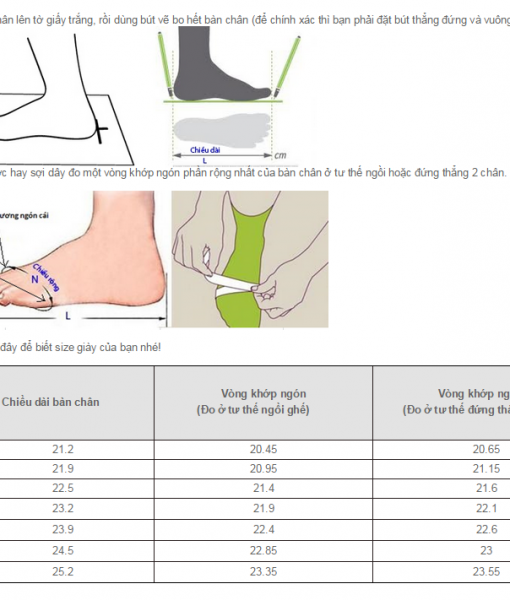 hân lên tờ giấy trắng, rồi dùng bút vẽ bo hết bàn chân (để chính xác thì bạn phải đặt bút thẳng đứng và vuông
Chiều dài
L cm
ớc hay sợi dây đo một vòng khớp ngón phần rộng nhất của bàn chân ở tư thế ngồi hoặc đứng thẳng 2 chân.
ương ngón cái
Chiều rộng
N
L
đây để biết size giày của bạn nhé!
Chiều dài bàn chân
Vòng khớp ngón
(Đo ở tư thế ngồi ghế)
Vòng khớp ng
(Đo ở tư thế đứng th
21.2 20.45 20.65
21.9 20.95 21.15
22.5 21.4 21.6
23.2 21.9 22.1
23.9 22.4 22.6
24.5 22.85 23
25.2 23.35 23.55